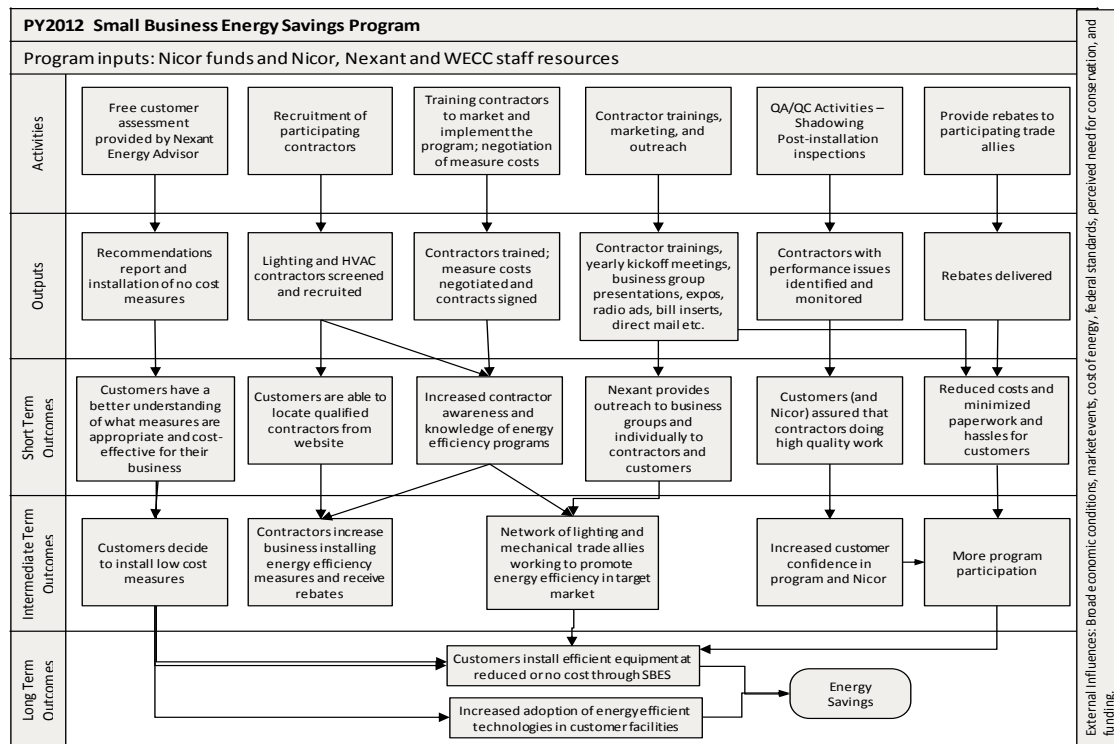 PY2012 Small Business Energy Savings Program
Program inputs: Nicor funds and Nicor, Nexant and WECC staff resources
Activities
Free customer
assessment
provided by Nexant
Energy Advisor
Recruitment of
participating
contractors
Training contractors
to market and
implement the
program; negotiation
of measure costs
Contractor trainings,
marketing, and
outreach
QA/QC Activities –
Shadowing
Post-installation
inspections
Provide rebates to
participating trade
allies
Outputs
Recommendations
report and
installation of no cost
measures
Lighting and HVAC
contractors screened
and recruited
Contractors trained;
measure costs
negotiated and
contracts signed
Contractor trainings,
yearly kickoff meetings,
business group
presentations, expos,
radio ads, bill inserts,
direct mail etc.
Contractors with
performance issues
identified and
monitored
Rebates delivered
Short Term
Outcomes
Customers have a
better understanding
of what measures are
appropriate and cost-
effective for their
business
Customers are able to
locate qualified
contractors from
website
Increased contractor
awareness and
knowledge of energy
efficiency programs
Nexant provides
outreach to business
groups and
individually to
contractors and
customers
Customers (and
Nicor) assured that
contractors doing
high quality work
Reduced costs and
minimized
paperwork and
hassles for
customers
Intermediate Term
Outcomes
Customers decide
to install low cost
measures
Contractors increase
business installing
energy efficiency
measures and receive
rebates
Network of lighting and
mechanical trade allies
working to promote
energy efficiency in target
market
Increased customer
confidence in
program and Nicor
More program
participation
Long Term
Outcomes
Customers install efficient equipment at
reduced or no cost through SBES
Increased adoption of energy efficient
technologies in customer facilities
Energy
Savings
External Influences: Broad economic conditions, market events, cost of energy, federal standards, perceived need for conservation, and
funding.